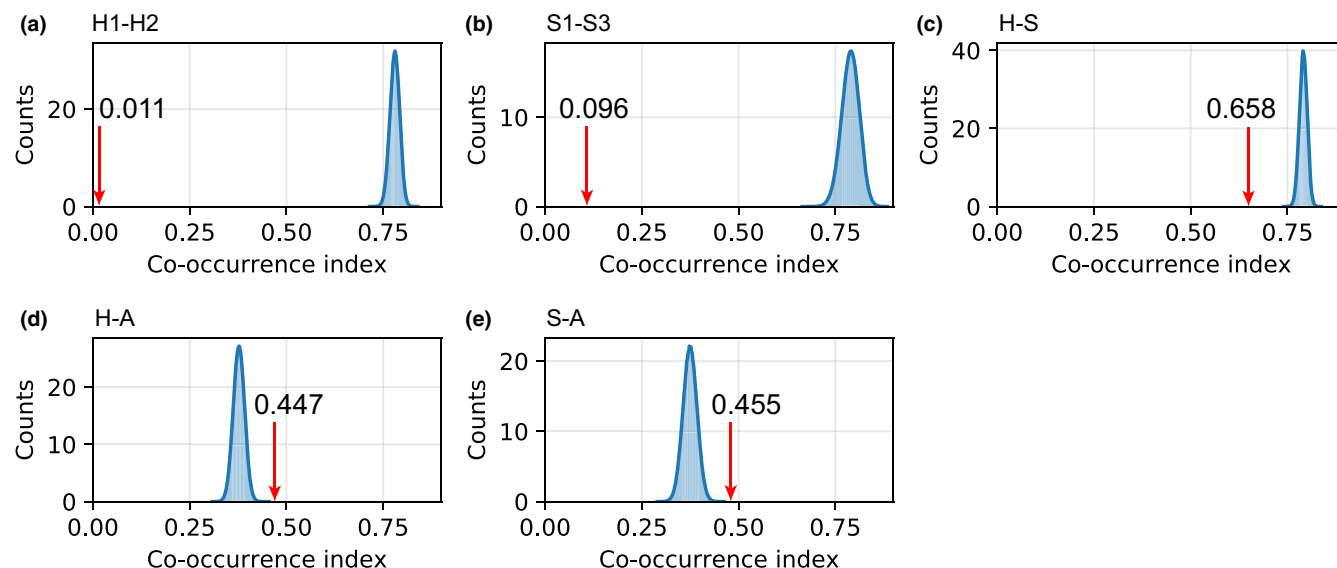 (a) H1-H2
Counts
20
0
0.011
0.00 0.25 0.50 0.75
Co-occurrence index
(b) S1-S3
Counts
10
0
0.096
0.00 0.25 0.50 0.75
Co-occurrence index
(c) H-S
Counts
40
20
0
0.658
0.00 0.25 0.50 0.75
Co-occurrence index
(d) H-A
Counts
20
10
0
0.447
0.00 0.25 0.50 0.75
Co-occurrence index
(e) S-A
Counts
20
10
0
0.455
0.00 0.25 0.50 0.75
Co-occurrence index